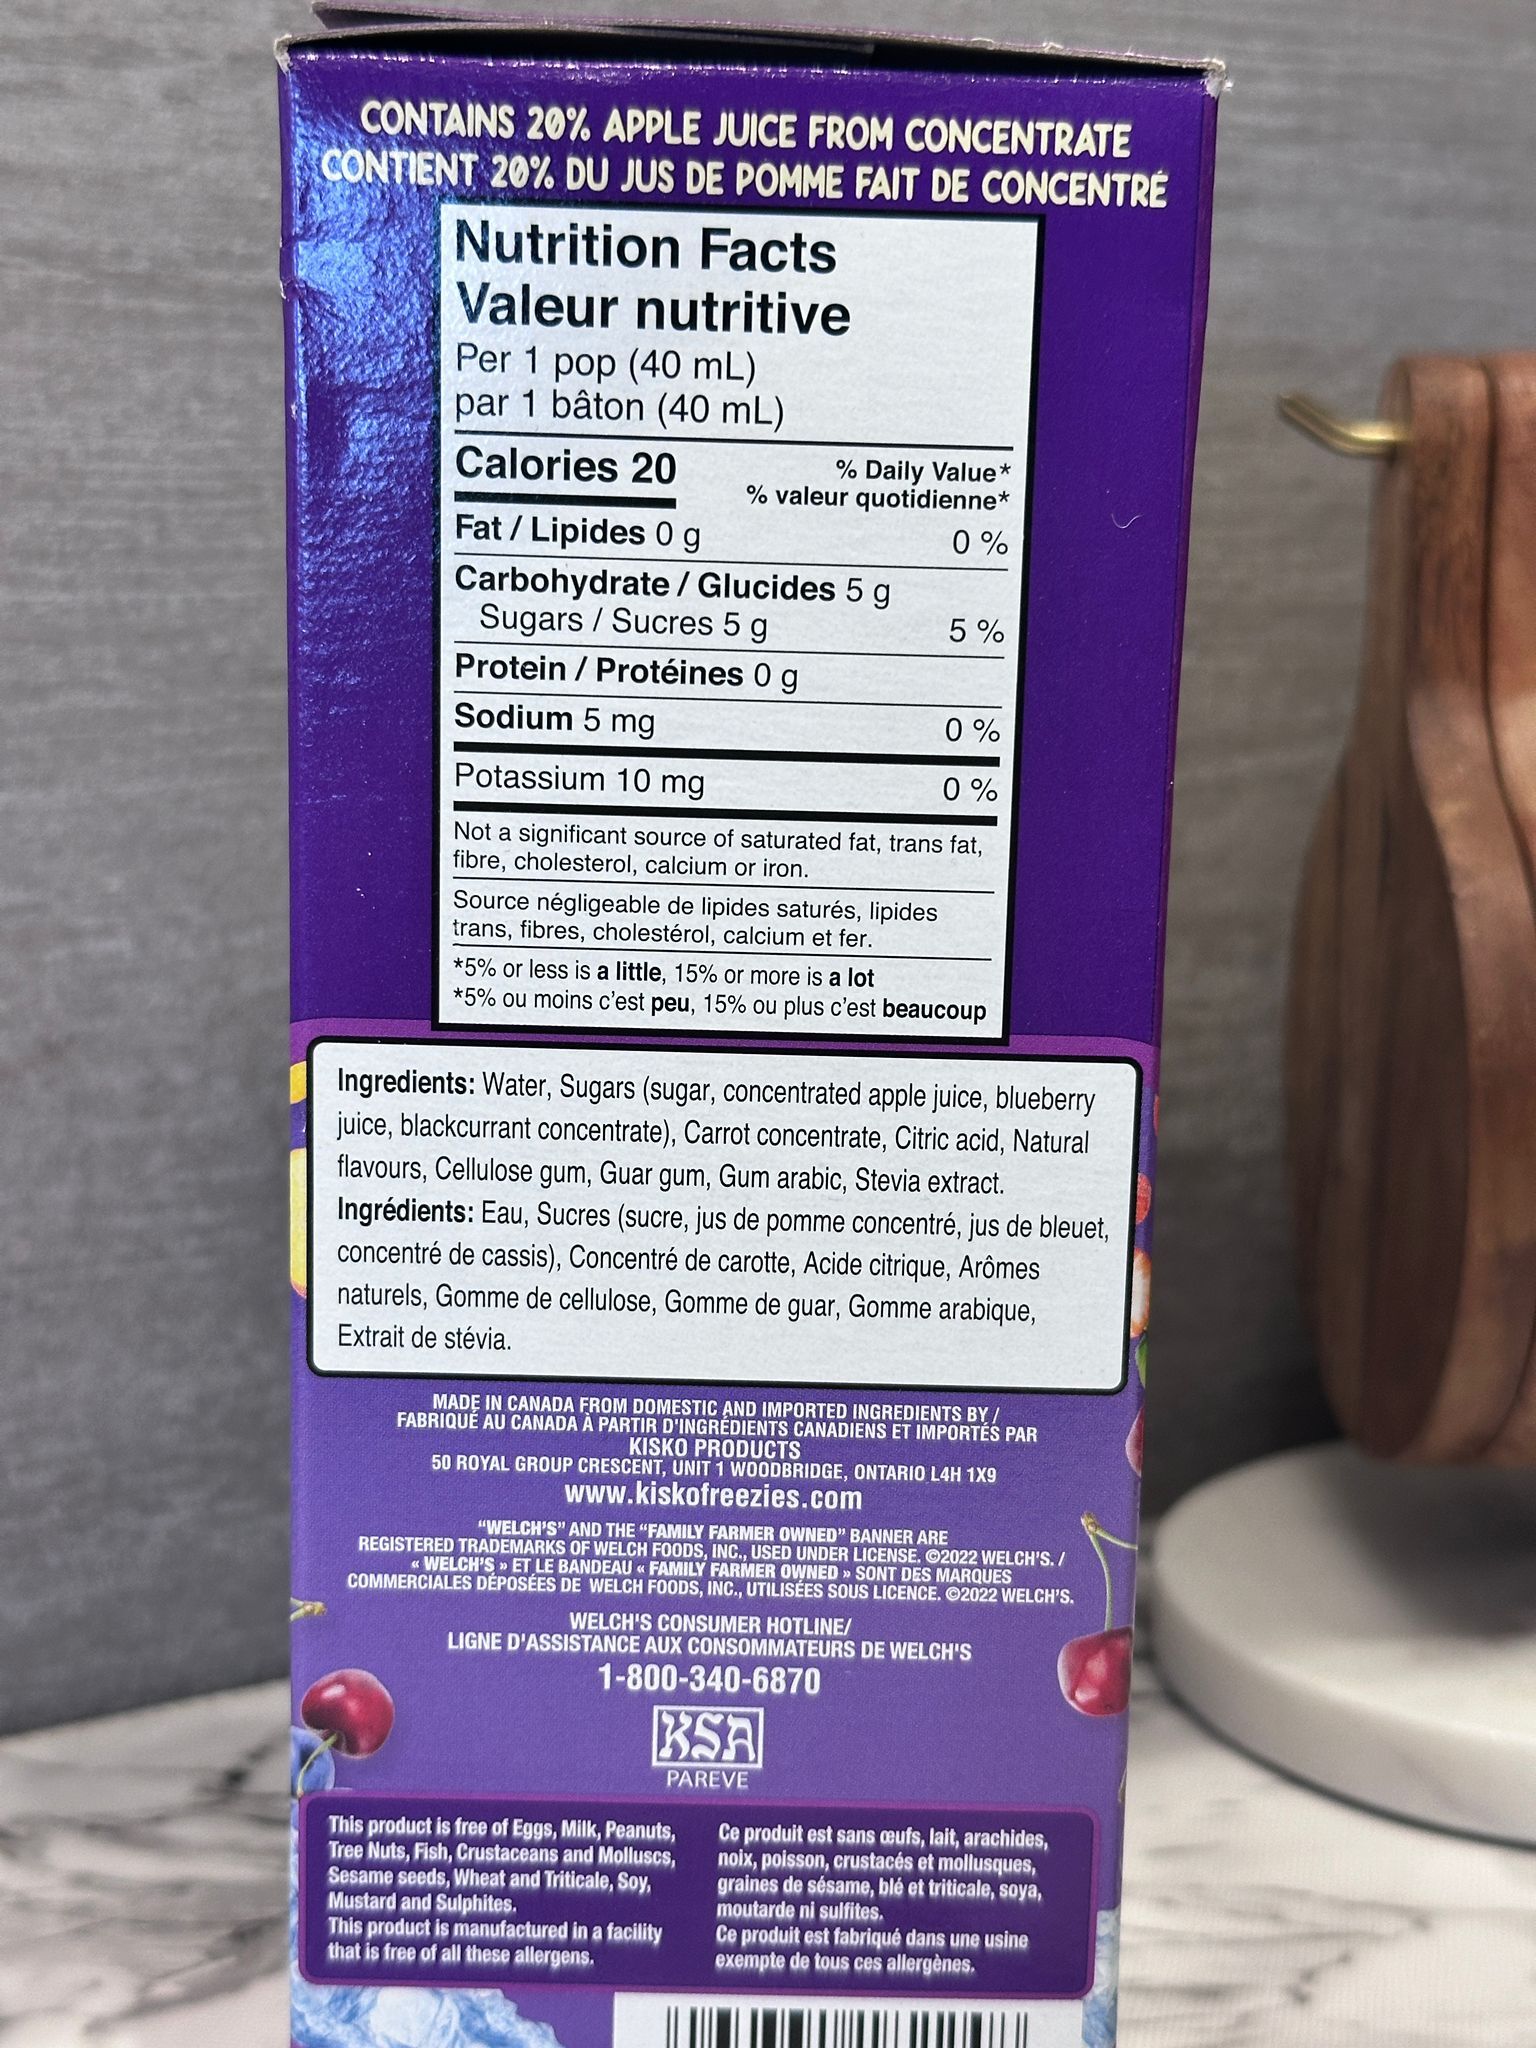 CONTAINS 20% APPLE JUICE FROM CONCENTRATE
CONTIENT 20% DU JUS DE POMME FAIT DE CONCENTRÉ
Nutrition Facts
Valeur nutritive
Per 1 pop (40 mL)
par 1 bâton (40 mL)
Calories 20
% Daily Value*
% valeur quotidienne*
Fat / Lipides 0 g 0 %
Carbohydrate / Glucides 5 g
Sugars / Sucres 5 g 5 %
Protein / Protéines 0 g
Sodium 5 mg 0 %
Potassium 10 mg 0 %
Not a significant source of saturated fat, trans fat,
fibre, cholesterol, calcium or iron.
Source négligeable de lipides saturés, lipides
trans, fibres, cholestérol, calcium et fer.
*5% or less is a little, 15% or more is a lot
*5% ou moins c'est peu, 15% ou plus c'est beaucoup
Ingredients: Water, Sugars (sugar, concentrated apple juice, blueberry
juice, blackcurrant concentrate), Carrot concentrate, Citric acid, Natural
flavours, Cellulose gum, Guar gum, Gum arabic, Stevia extract.
Ingrédients: Eau, Sucres (sucre, jus de pomme concentré, jus de bleuet,
concentré de cassis), Concentré de carotte, Acide citrique, Arômes
naturels, Gomme de cellulose, Gomme de guar, Gomme arabique,
Extrait de stévia.
MADE IN CANADA FROM DOMESTIC AND IMPORTED INGREDIENTS BY /
FABRIQUÉ AU CANADA À PARTIR D'INGRÉDIENTS CANADIENS ET IMPORTÉS PAR
KISKO PRODUCTS
50 ROYAL GROUP CRESCENT, UNIT 1 WOODBRIDGE, ONTARIO L4H 1X9
www.kiskofreezies.com
"WELCH'S" AND THE "FAMILY FARMER OWNED" BANNER ARE
REGISTERED TRADEMARKS OF WELCH FOODS, INC., USED UNDER LICENSE. ©2022 WELCH'S. /
« WELCH'S » ET LE BANDEAU « FAMILY FARMER OWNED » SONT DES MARQUES
COMMERCIALES DÉPOSÉES DE WELCH FOODS, INC., UTILISÉES SOUS LICENCE. ©2022 WELCH'S.
WELCH'S CONSUMER HOTLINE/
LIGNE D'ASSISTANCE AUX CONSOMMATEURS DE WELCH'S
1-800-340-6870
KSA
PAREVE
This product is free of Eggs, Milk, Peanuts,
Tree Nuts, Fish, Crustaceans and Molluscs,
Sesame seeds, Wheat and Triticale, Soy,
Mustard and Sulphites.
This product is manufactured in a facility
that is free of all these allergens.
Ce produit est sans œufs, lait, arachides,
noix, poisson, crustacés et mollusques,
graines de sésame, blé et triticale, soya,
moutarde ni sulfites.
Ce produit est fabriqué dans une usine
exempte de tous ces allergènes.